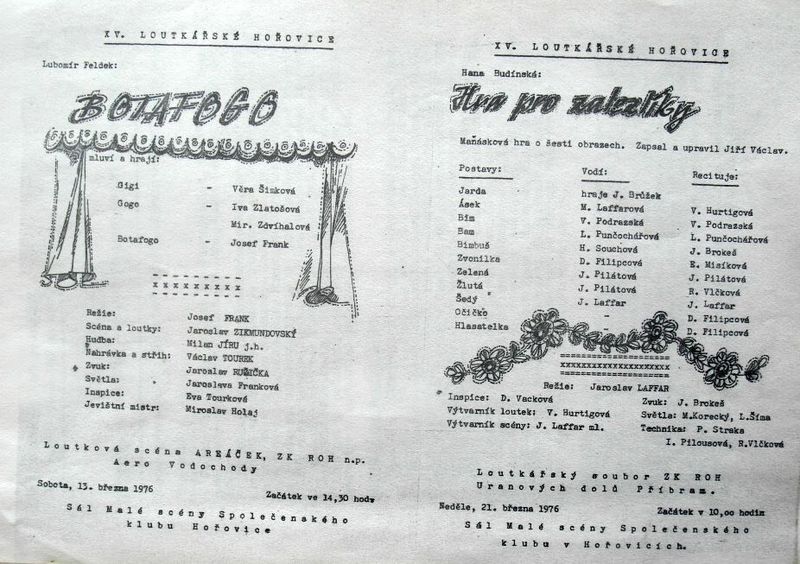 XV. LOUTKÁŘSKÉ HOŘOVICE
Lubomír Feldek:
BOTAFOGO
mluví a hrají:
Gigi - Věra Šimková
Gogo - Iva Zlatošová
Mir. Zdvíhalová
Botafogo - Josef Frank
- - - - - - - - -
x x x x x x x x x
- - - - - - - - -
Režie: Josef FRANK
Scéna a loutky: Jaroslav ZIKMUNDOVSKÝ
Hudba: Milan JÍRU j.h.
Nahrávka a střih: Václav TOUREK
Zvuk: Jaroslav RUŽIČKA
Světla: Jaroslava Franková
Inspice: Eva Tourková
Jevištní mistr: Miroslav Holaj
Loutková scéna AREÁČEK, ZK ROH n.p.
Aero Vodochody
Sobota, 13. března 1976 Začátek ve 14,30 hodx
Sál Malé scény Společenského
klubu Hořovice
XV. LOUTKÁŘSKÉ HOŘOVICE
Hana Budínská:
Hra pro zalezlíky
Maňásková hra o šesti obrazech. Zapsal a upravil Jiří Václav.
Postavy: Vodí: Recituje:
Jarda hraje J. Brůžek
Ásek M. Laffarová V. Hurtigová
Bim V. Podrazská V. Podrazská
Bam L. Punčochářová L. Punčochářová
Bimbuš H. Souchová J. Brokeš
Zvonilka D. Filipcová E. Misíková
Zelená J. Pilátová J. Pilátová
Žlutá J. Pilátová R. Vlčková
Šedý J. Laffar J. Laffar
Očičko - D. Filipcová
Hlasatelka - D. Filipcová
=====================
xxxxxxxxxxxxxxxxxxxxx
=====================
Režie: Jaroslav LAFFAR
Inspice: D. Vacková Zvuk: J. Brokeš
Výtvarník loutek: V. Hurtigová Světla: M.Korecký, L.Šíma
Výtvarník scény: J. Laffar ml. Technika: P. Straka
I. Pilousová, R.Vlčková
Loutkářský soubor ZK ROH
Uranových dolů Příbram.
Neděle, 21. března 1976 Začátek v 10,oo hodin
Sál Malé scény Společenského
klubu v Hořovicích.